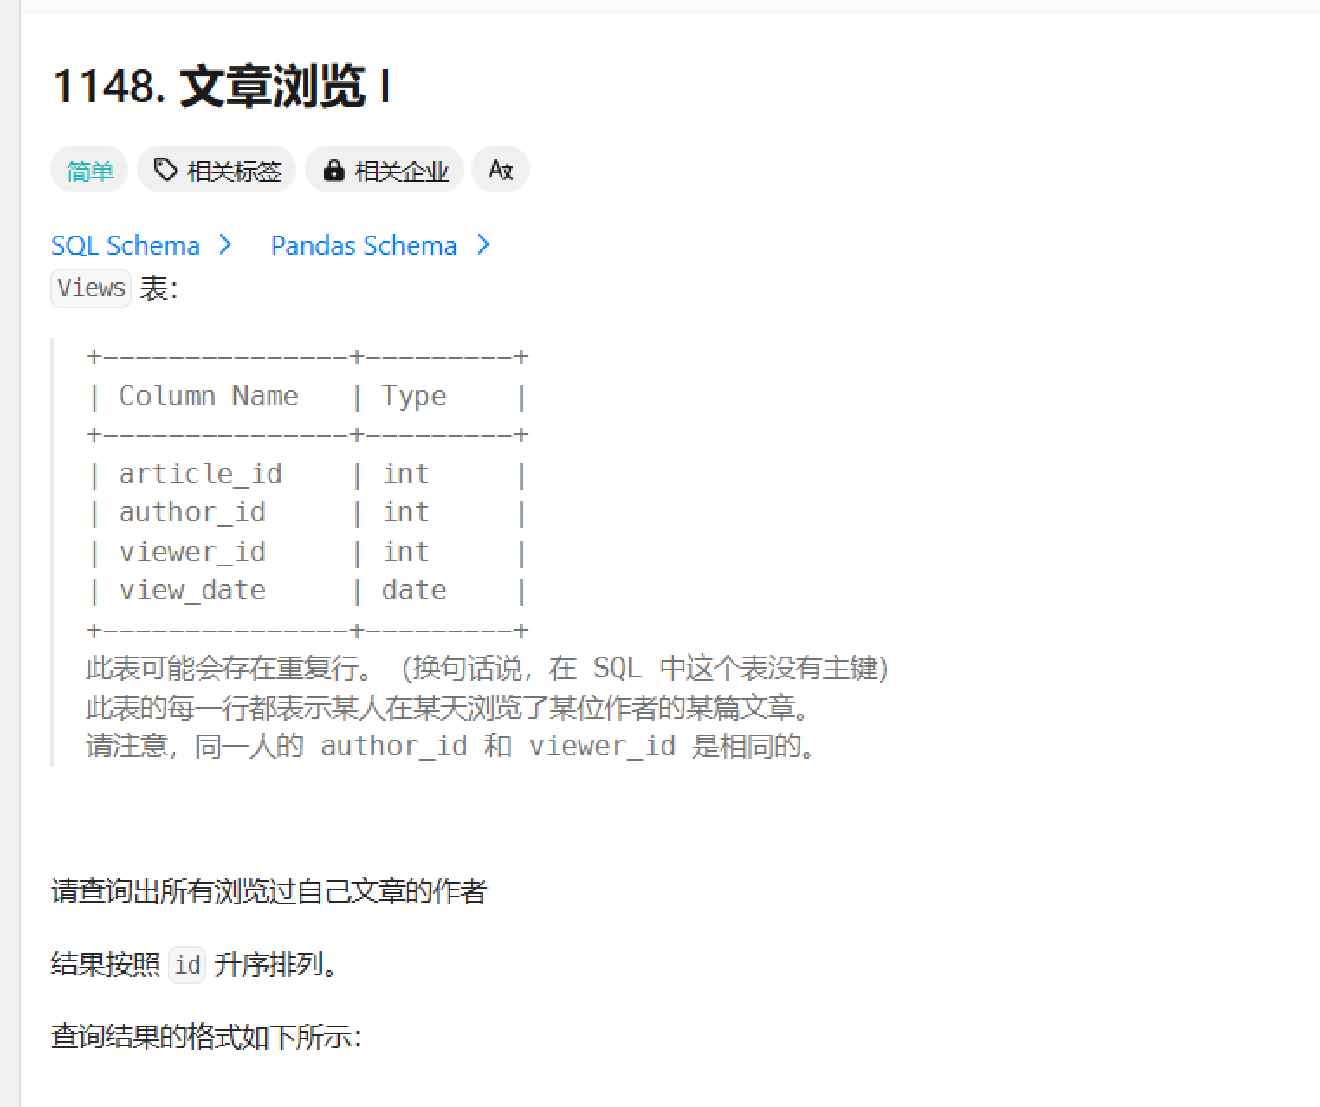 1148. 文章浏览 I
简单 相关标签 相关企业 Aあ
SQL Schema > Pandas Schema >
Views 表：
+---------------+---------+
| Column Name   | Type    |
+---------------+---------+
| article_id    | int     |
| author_id     | int     |
| viewer_id     | int     |
| view_date     | date    |
+---------------+---------+
此表可能会存在重复行。（换句话说，在 SQL 中这个表没有主键）
此表的每一行都表示某人在某天浏览了某位作者的某篇文章。
请注意，同一人的 author_id 和 viewer_id 是相同的。
请查询出所有浏览过自己文章的作者
结果按照 id 升序排列。
查询结果的格式如下所示：